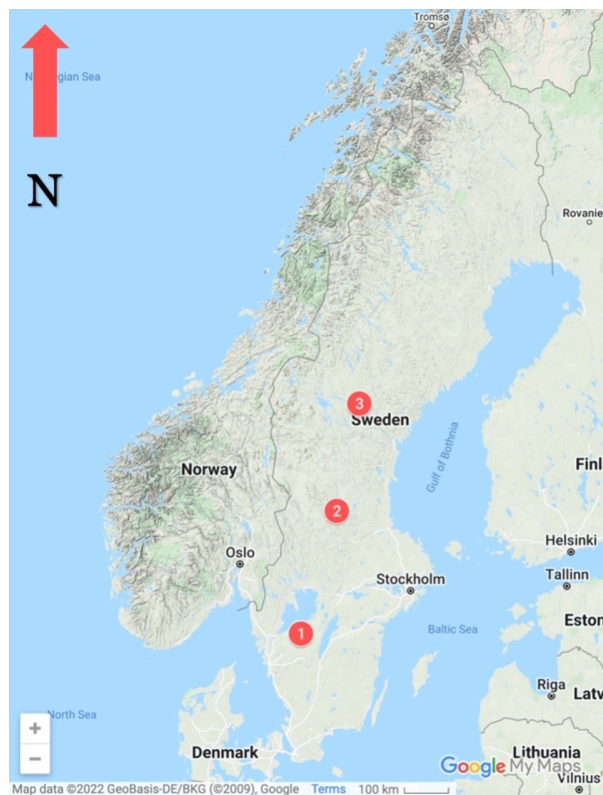 Tromsø
Norwegian Sea
N
Rovanie
3
Sweden
Gulf of Bothnia
Norway
Finl
2
Oslo
Helsinki
Stockholm
Tallinn
1
Baltic Sea
Eston
Riga
Latv
North Sea
+
−
Denmark
Lithuania
Google My Maps
Vilnius
Map data ©2022 GeoBasis-DE/BKG (©2009), Google Terms 100 km